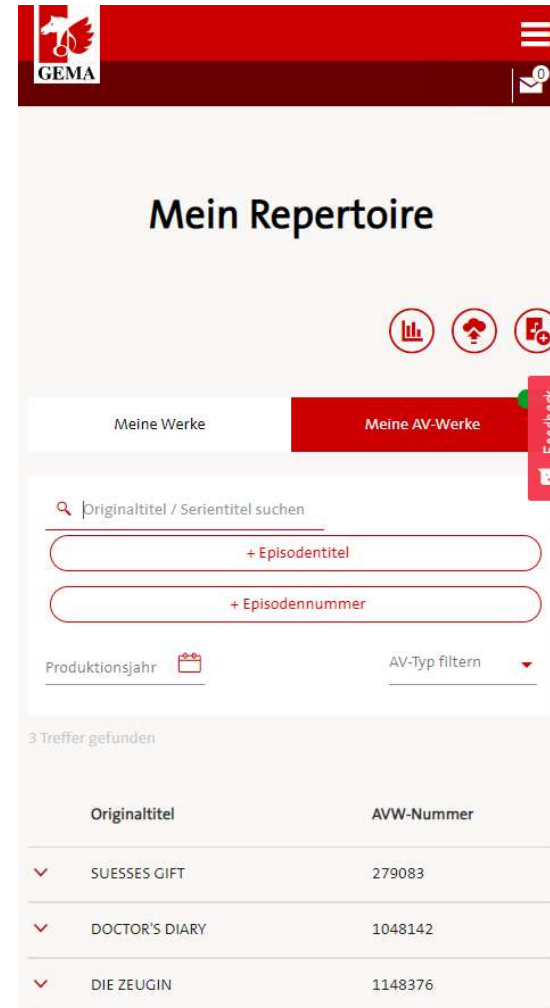 GEMA
0
Mein Repertoire
Meine Werke
Meine AV-Werke
Feedback
Originaltitel / Serientitel suchen
+ Episodentitel
+ Episodennummer
Produktionsjahr
AV-Typ filtern
3 Treffer gefunden
Originaltitel AVW-Nummer
SUESSES GIFT 279083
DOCTOR'S DIARY 1048142
DIE ZEUGIN 1148376